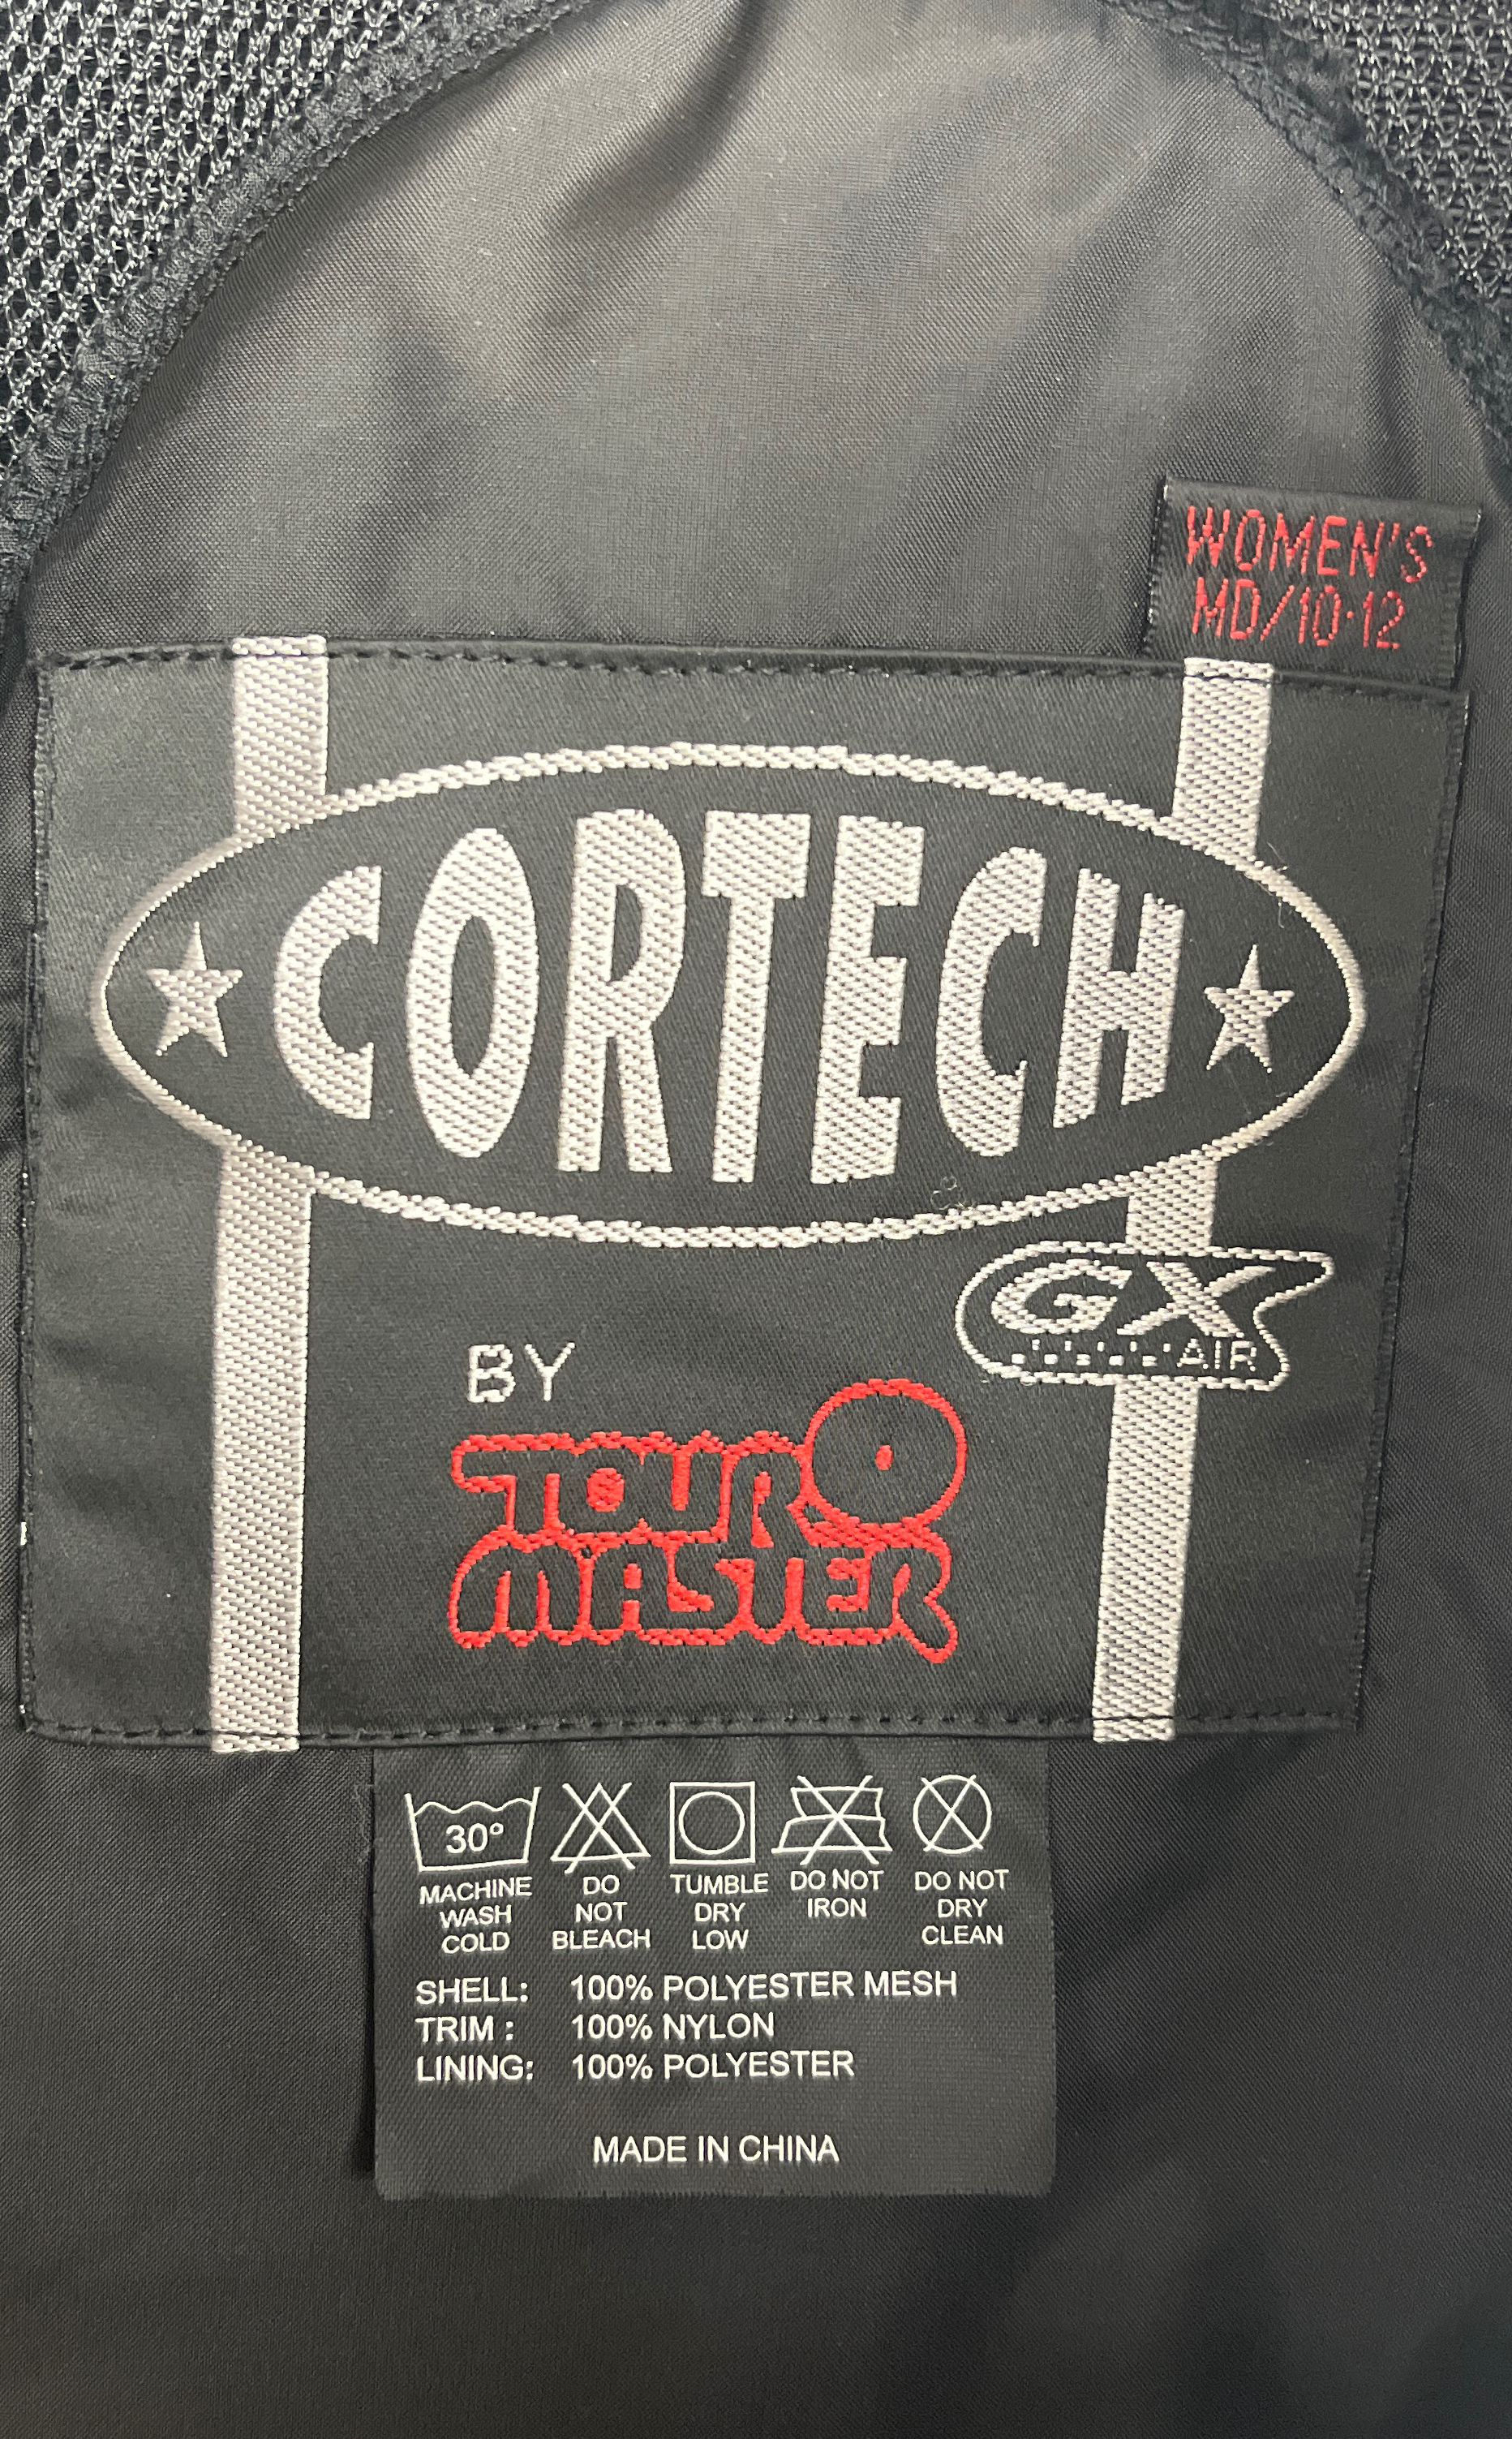 WOMEN'S
MD/10·12
CORTECH
GX
AIR
BY
TOUR
MASTER
30°
MACHINE
WASH
COLD
DO
NOT
BLEACH
TUMBLE
DRY
LOW
DO NOT
IRON
DO NOT
DRY
CLEAN
SHELL: 100% POLYESTER MESH
TRIM : 100% NYLON
LINING: 100% POLYESTER
MADE IN CHINA